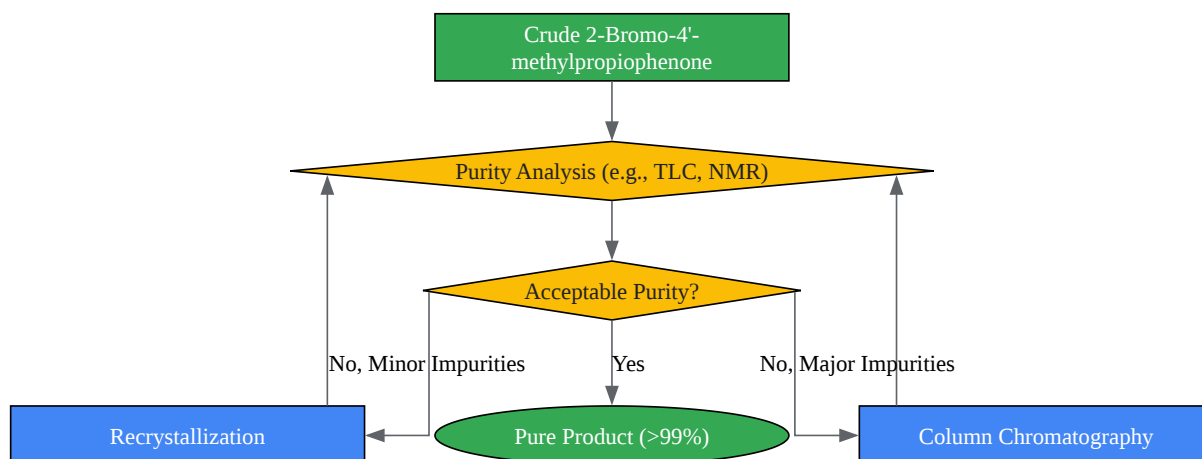 Crude 2-Bromo-4'-
methylpropiophenone
Purity Analysis (e.g., TLC, NMR)
Acceptable Purity?
No, Minor Impurities
Yes
No, Major Impurities
Recrystallization
Pure Product (>99%)
Column Chromatography